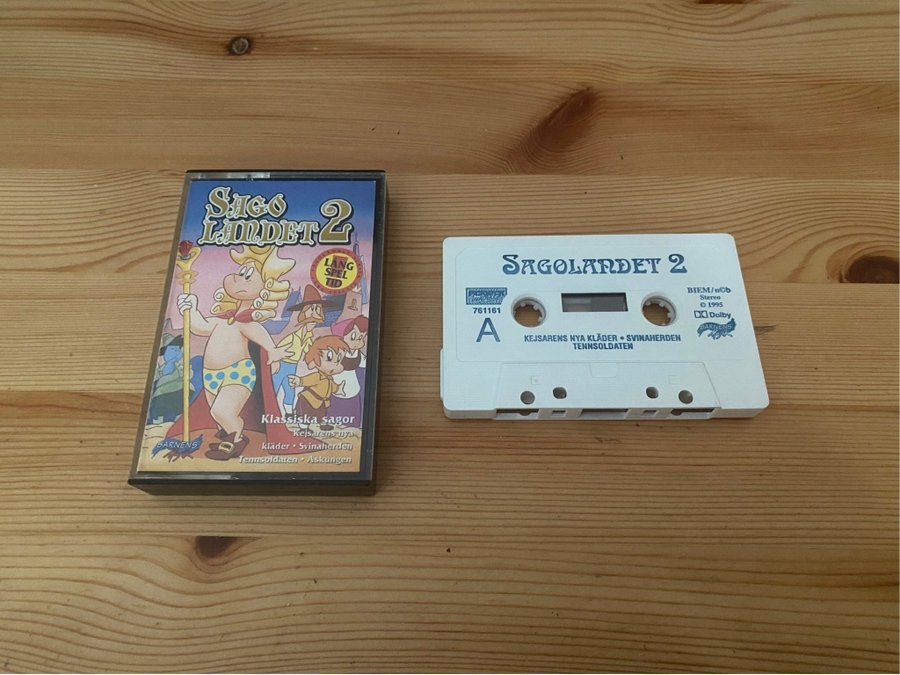 SAGO
LANDET 2
LÅNG
SPEL
TID
Klassiska sagor
Kejsarens nya
kläder • Svinaherden
Tennsoldaten • Askungen
BARNENS
SAGOLANDET 2
761161
A
KEJSARENS NYA KLÄDER • SVINAHERDEN
TENNSOLDATEN
BIEM/n©b
Stereo
© 1995
Dolby
BARNENS